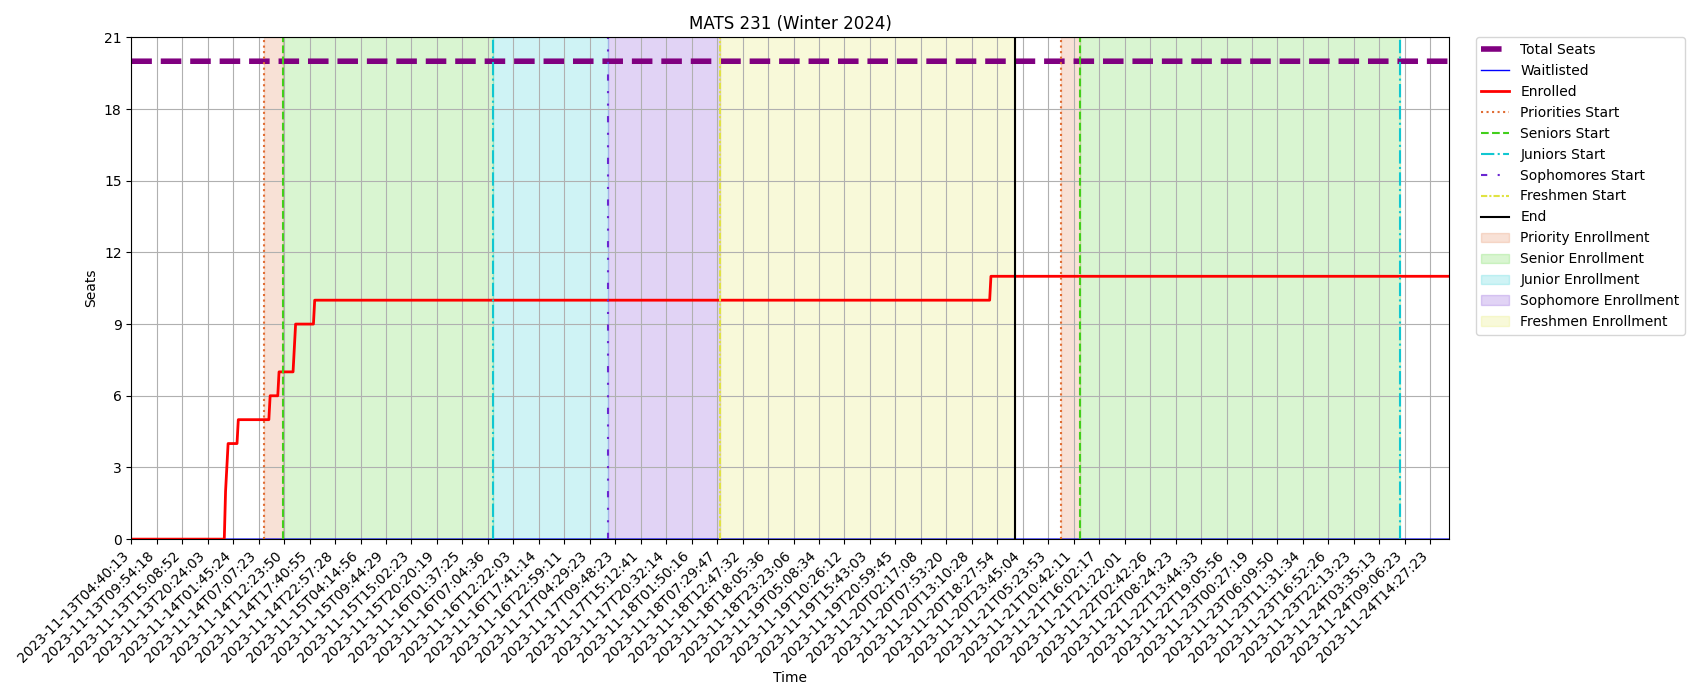 MATS 231 (Winter 2024)
21
18
15
12
9
6
3
0
Seats
2023-11-13T04:40:13
2023-11-13T09:54:18
2023-11-13T15:08:52
2023-11-13T20:24:03
2023-11-14T01:45:24
2023-11-14T07:07:23
2023-11-14T12:23:50
2023-11-14T17:40:55
2023-11-14T22:57:28
2023-11-15T04:14:56
2023-11-15T09:44:29
2023-11-15T15:02:23
2023-11-15T20:20:19
2023-11-16T01:37:25
2023-11-16T07:04:36
2023-11-16T12:22:03
2023-11-16T17:41:14
2023-11-16T22:59:11
2023-11-17T04:29:23
2023-11-17T09:48:23
2023-11-17T15:12:41
2023-11-17T20:32:14
2023-11-18T01:50:16
2023-11-18T07:29:47
2023-11-18T12:47:32
2023-11-18T18:05:36
2023-11-18T23:23:06
2023-11-19T05:08:34
2023-11-19T10:26:12
2023-11-19T15:43:03
2023-11-19T20:59:45
2023-11-20T02:17:08
2023-11-20T07:53:20
2023-11-20T13:10:28
2023-11-20T18:27:54
2023-11-20T23:45:04
2023-11-21T05:23:53
2023-11-21T10:42:11
2023-11-21T16:02:17
2023-11-21T21:22:01
2023-11-22T02:42:26
2023-11-22T08:24:23
2023-11-22T13:44:33
2023-11-22T19:05:56
2023-11-23T00:27:19
2023-11-23T06:09:50
2023-11-23T11:31:34
2023-11-23T16:52:26
2023-11-23T22:13:23
2023-11-24T03:35:13
2023-11-24T09:06:23
2023-11-24T14:27:23
Time
Total Seats
Waitlisted
Enrolled
Priorities Start
Seniors Start
Juniors Start
Sophomores Start
Freshmen Start
End
Priority Enrollment
Senior Enrollment
Junior Enrollment
Sophomore Enrollment
Freshmen Enrollment